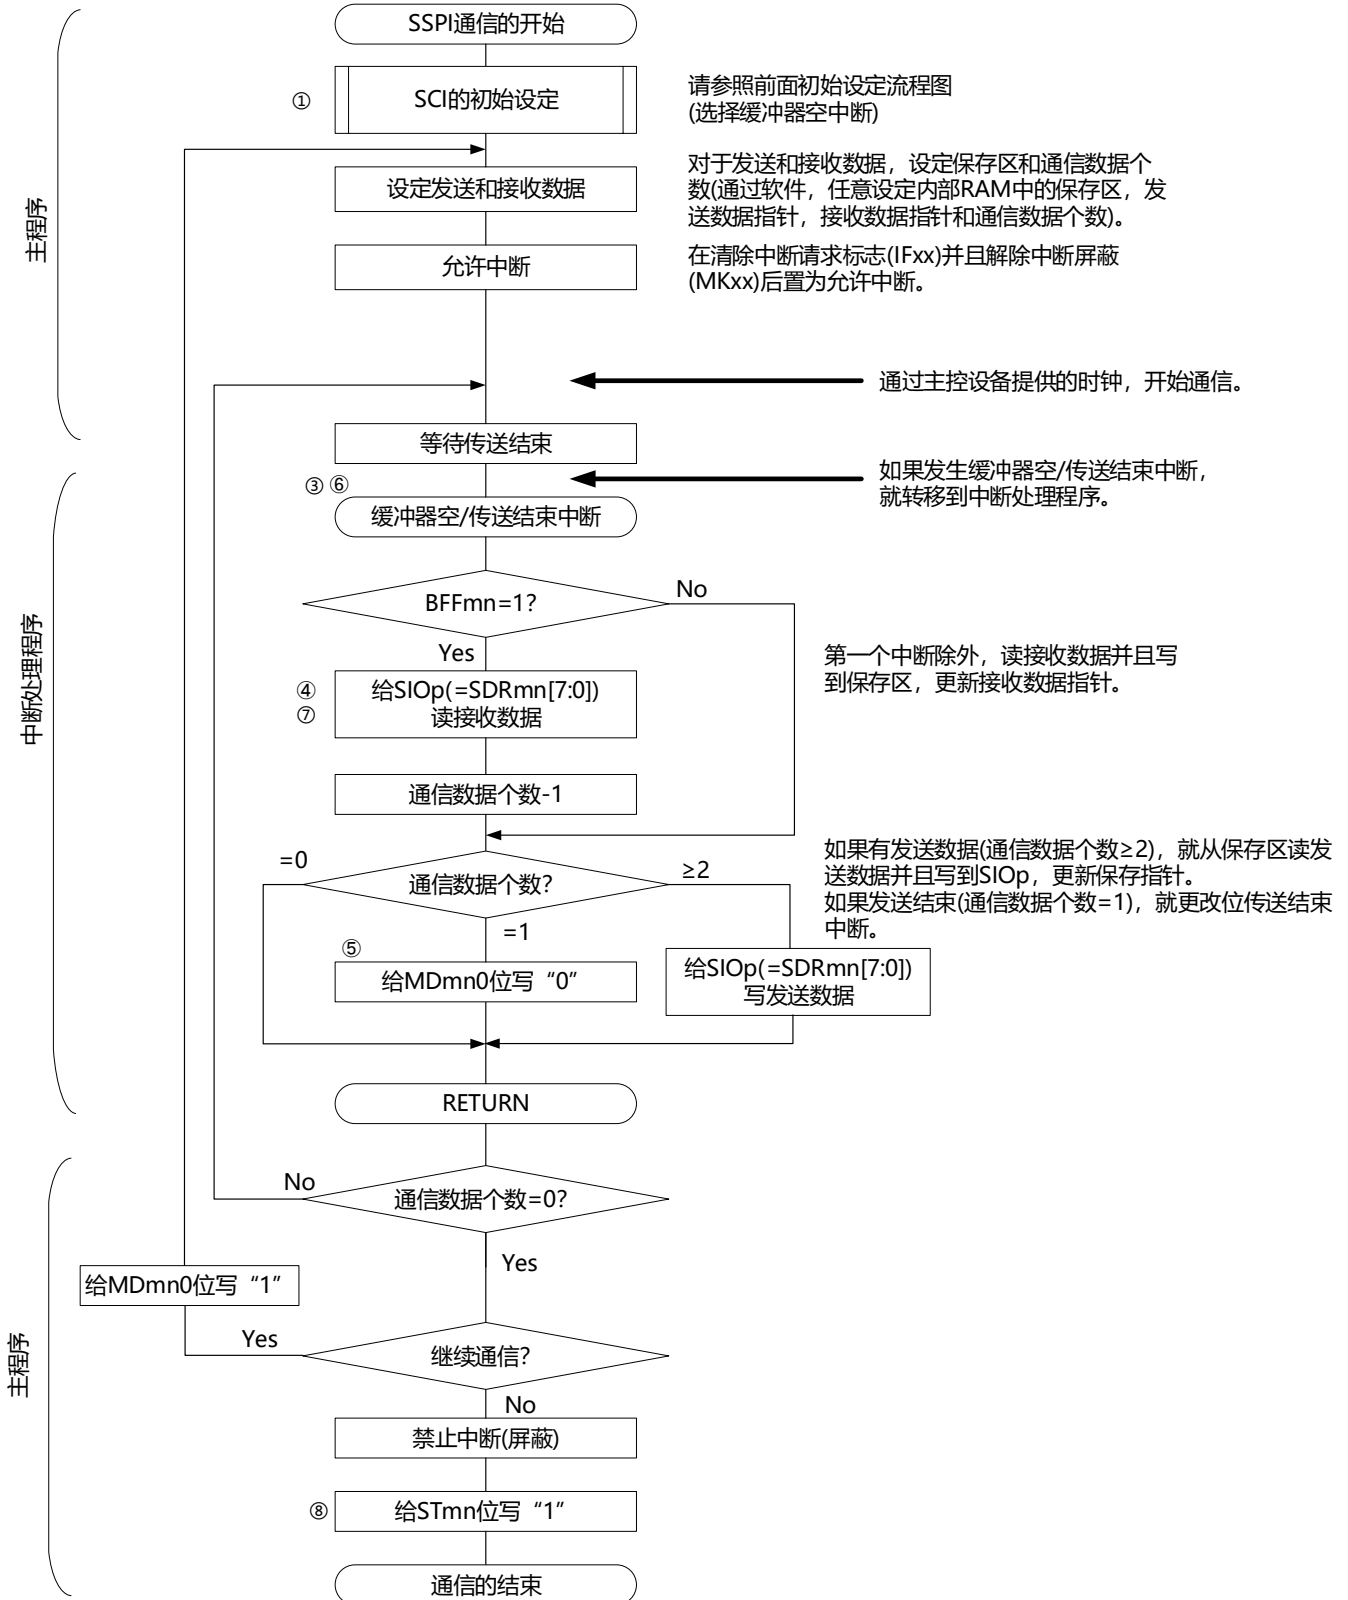 SSPI通信的开始
①
SCI的初始设定
请参照前面初始设定流程图
(选择缓冲器空中断)
设定发送和接收数据
对于发送和接收数据，设定保存区和通信数据个
数(通过软件，任意设定内部RAM中的保存区，发
送数据指针，接收数据指针和通信数据个数)。
主程序
允许中断
在清除中断请求标志(IFxx)并且解除中断屏蔽
(MKxx)后置为允许中断。
通过主控设备提供的时钟，开始通信。
等待传送结束
③ ⑥
如果发生缓冲器空/传送结束中断，
就转移到中断处理程序。
缓冲器空/传送结束中断
BFFmn=1?
No
Yes
中断处理程序
第一个中断除外，读接收数据并且写
到保存区，更新接收数据指针。
④
⑦
给SIOp(=SDRmn[7:0])
读接收数据
通信数据个数-1
=0
通信数据个数?
≥2
=1
如果有发送数据(通信数据个数≥2)，就从保存区读发
送数据并且写到SIOp，更新保存指针。
如果发送结束(通信数据个数=1)，就更改位传送结束
中断。
⑤
给MDmn0位写“0”
给SIOp(=SDRmn[7:0])
写发送数据
RETURN
No
通信数据个数=0?
Yes
给MDmn0位写“1”
主程序
Yes
继续通信?
No
禁止中断(屏蔽)
⑧
给STmn位写“1”
通信的结束